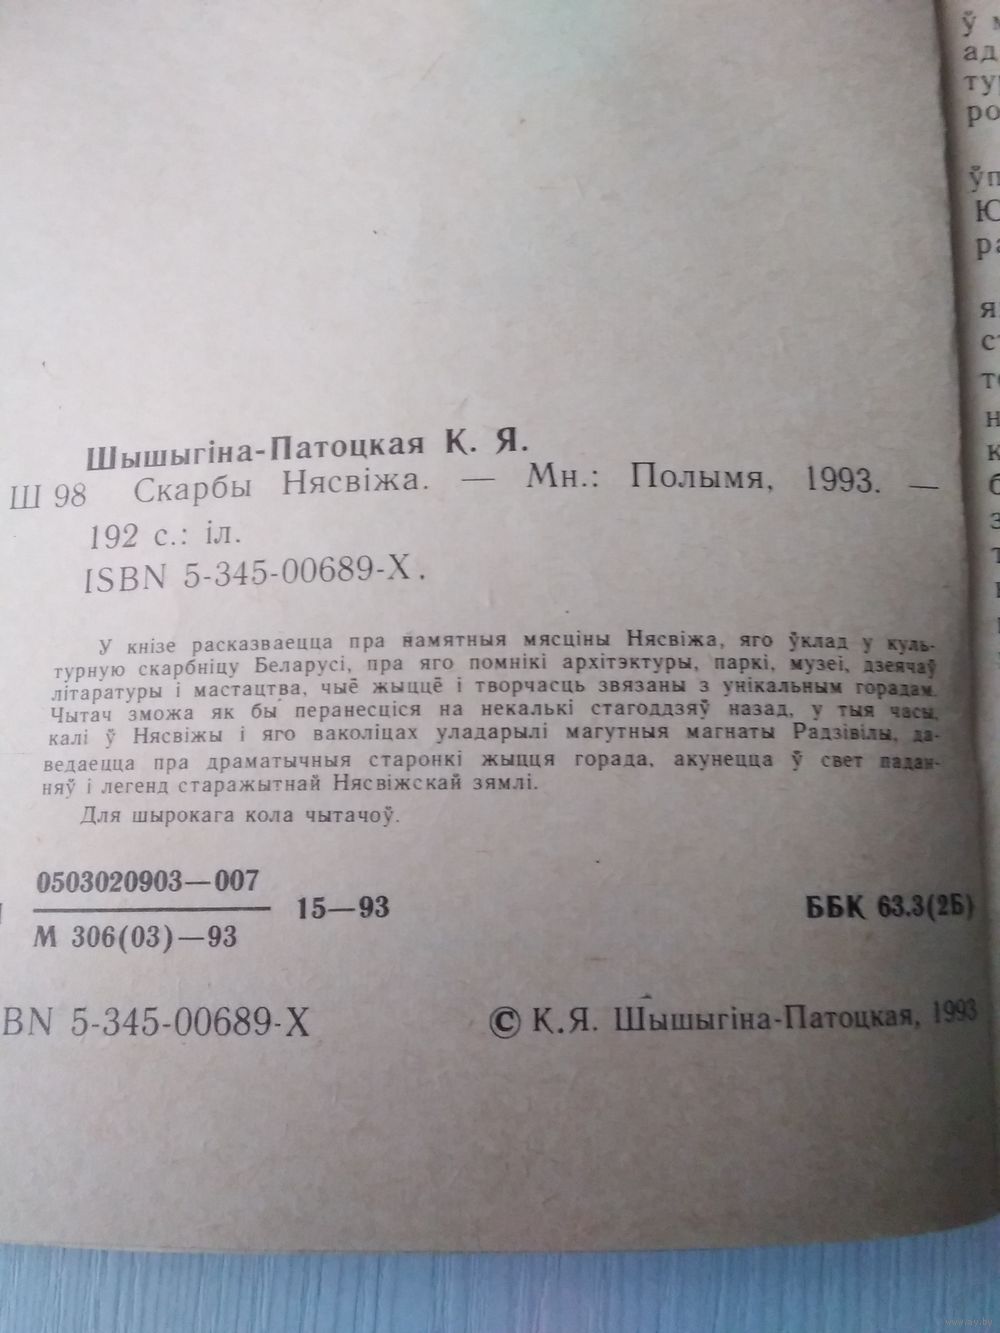 Шышыгіна-Патоцкая К. Я.
Ш 98 Скарбы Нясвіжа. — Мн.: Полымя, 1993. —
192 с.: іл.
ISBN 5-345-00689-X.
У кнізе расказваецца пра памятныя мясціны Нясвіжа, яго ўклад у куль-
турную скарбніцу Беларусі, пра яго помнікі архітэктуры, паркі, музеі, дзеячаў
літаратуры і мастацтва, чыё жыццё і творчасць звязаны з унікальным горадам.
Чытач зможа як бы перанесціся на некалькі стагоддзяў назад, у тыя часы,
калі ў Нясвіжы і яго ваколіцах уладарылі магутныя магнаты Радзівілы, да-
ведаецца пра драматычныя старонкі жыцця горада, акунецца ў свет падан-
няў і легенд старажытнай Нясвіжскай зямлі.
Для шырокага кола чытачоў.
0503020903—007
М 306(03)—93
15—93
ББК 63.3(2Б)
BN 5-345-00689-X
© К.Я. Шышыгіна-Патоцкая, 1993
www.ay.by